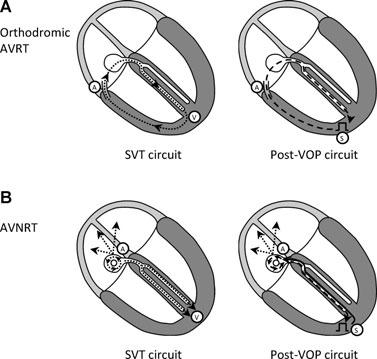 A
Orthodromic
AVRT
A
V
A
S
SVT circuit
Post-VOP circuit
B
AVNRT
A
V
A
S
SVT circuit
Post-VOP circuit